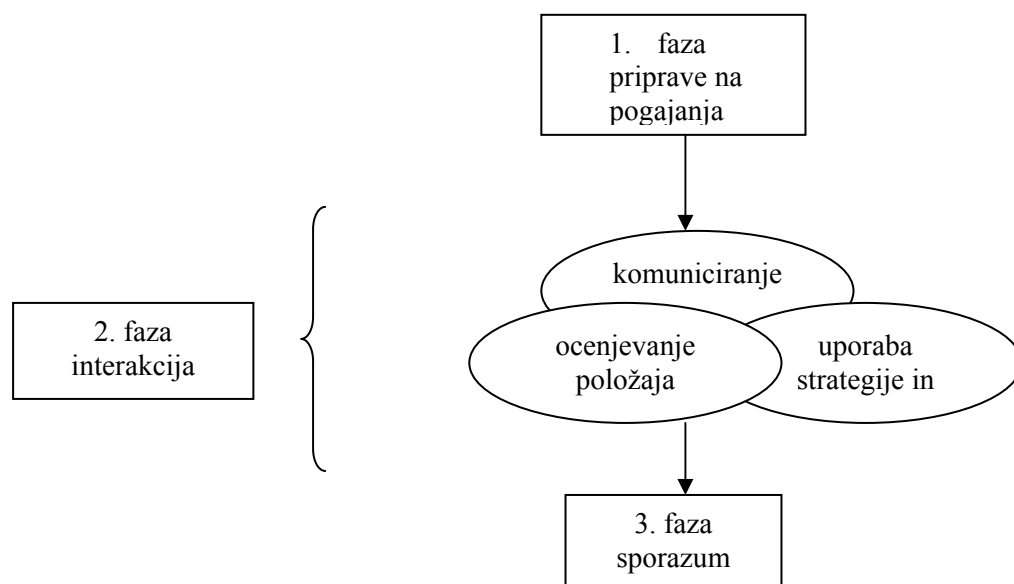 1. faza
priprave na
pogajanja
komuniciranje
2. faza
interakcija
ocenjevanje
položaja
uporaba
strategije in
3. faza
sporazum